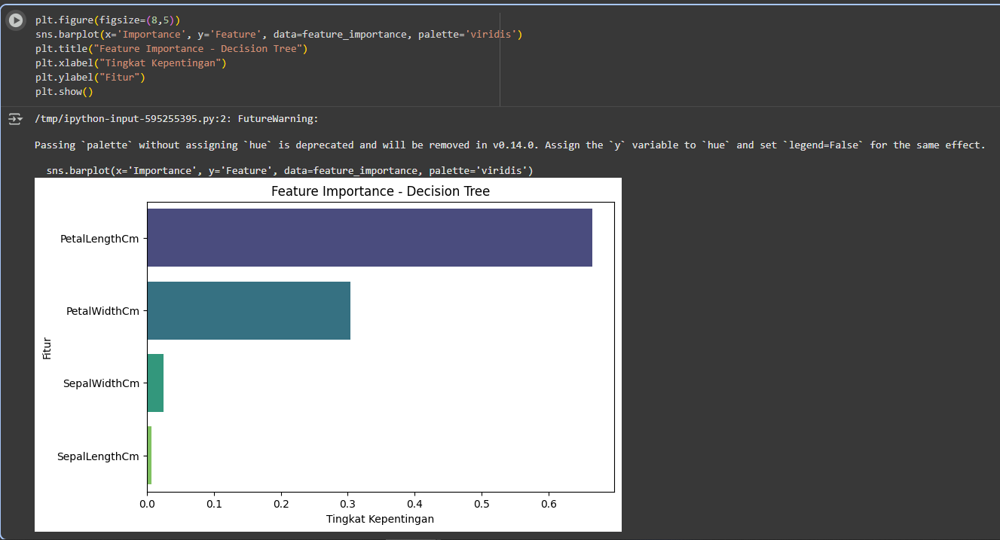 plt.figure(figsize=(8,5))
sns.barplot(x='Importance', y='Feature', data=feature_importance, palette='viridis')
plt.title("Feature Importance - Decision Tree")
plt.xlabel("Tingkat Kepentingan")
plt.ylabel("Fitur")
plt.show()
/tmp/ipython-input-595255395.py:2: FutureWarning:
Passing `palette` without assigning `hue` is deprecated and will be removed in v0.14.0. Assign the `y` variable to `hue` and set `legend=False` for the same effect.
sns.barplot(x='Importance', y='Feature', data=feature_importance, palette='viridis')
Feature Importance - Decision Tree
PetalLengthCm
PetalWidthCm
Fitur
SepalWidthCm
SepalLengthCm
0.0 0.1 0.2 0.3 0.4 0.5 0.6
Tingkat Kepentingan